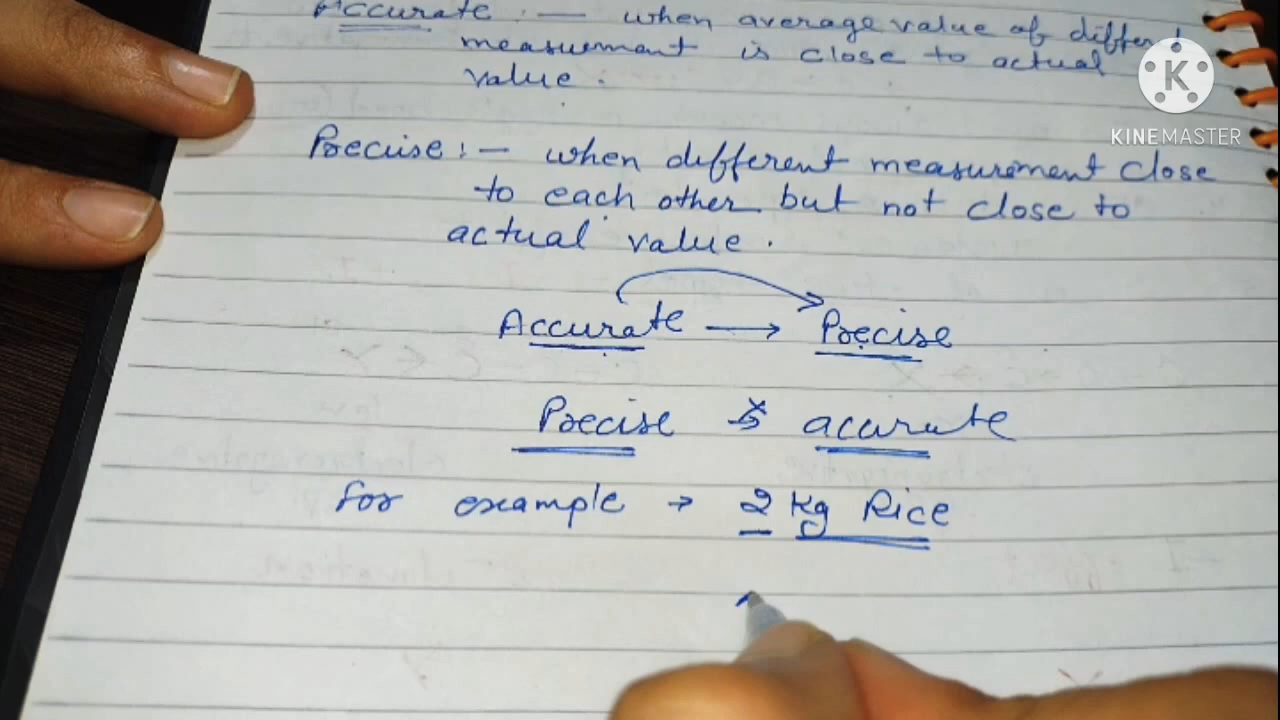 Accurate :- when average value of different
measurement is close to actual
value.
KINEMASTER
Precise :- when different measurement close
to each other but not close to
actual value.
Accurate → Precise
Precise accurate
for example → 2 Kg Rice